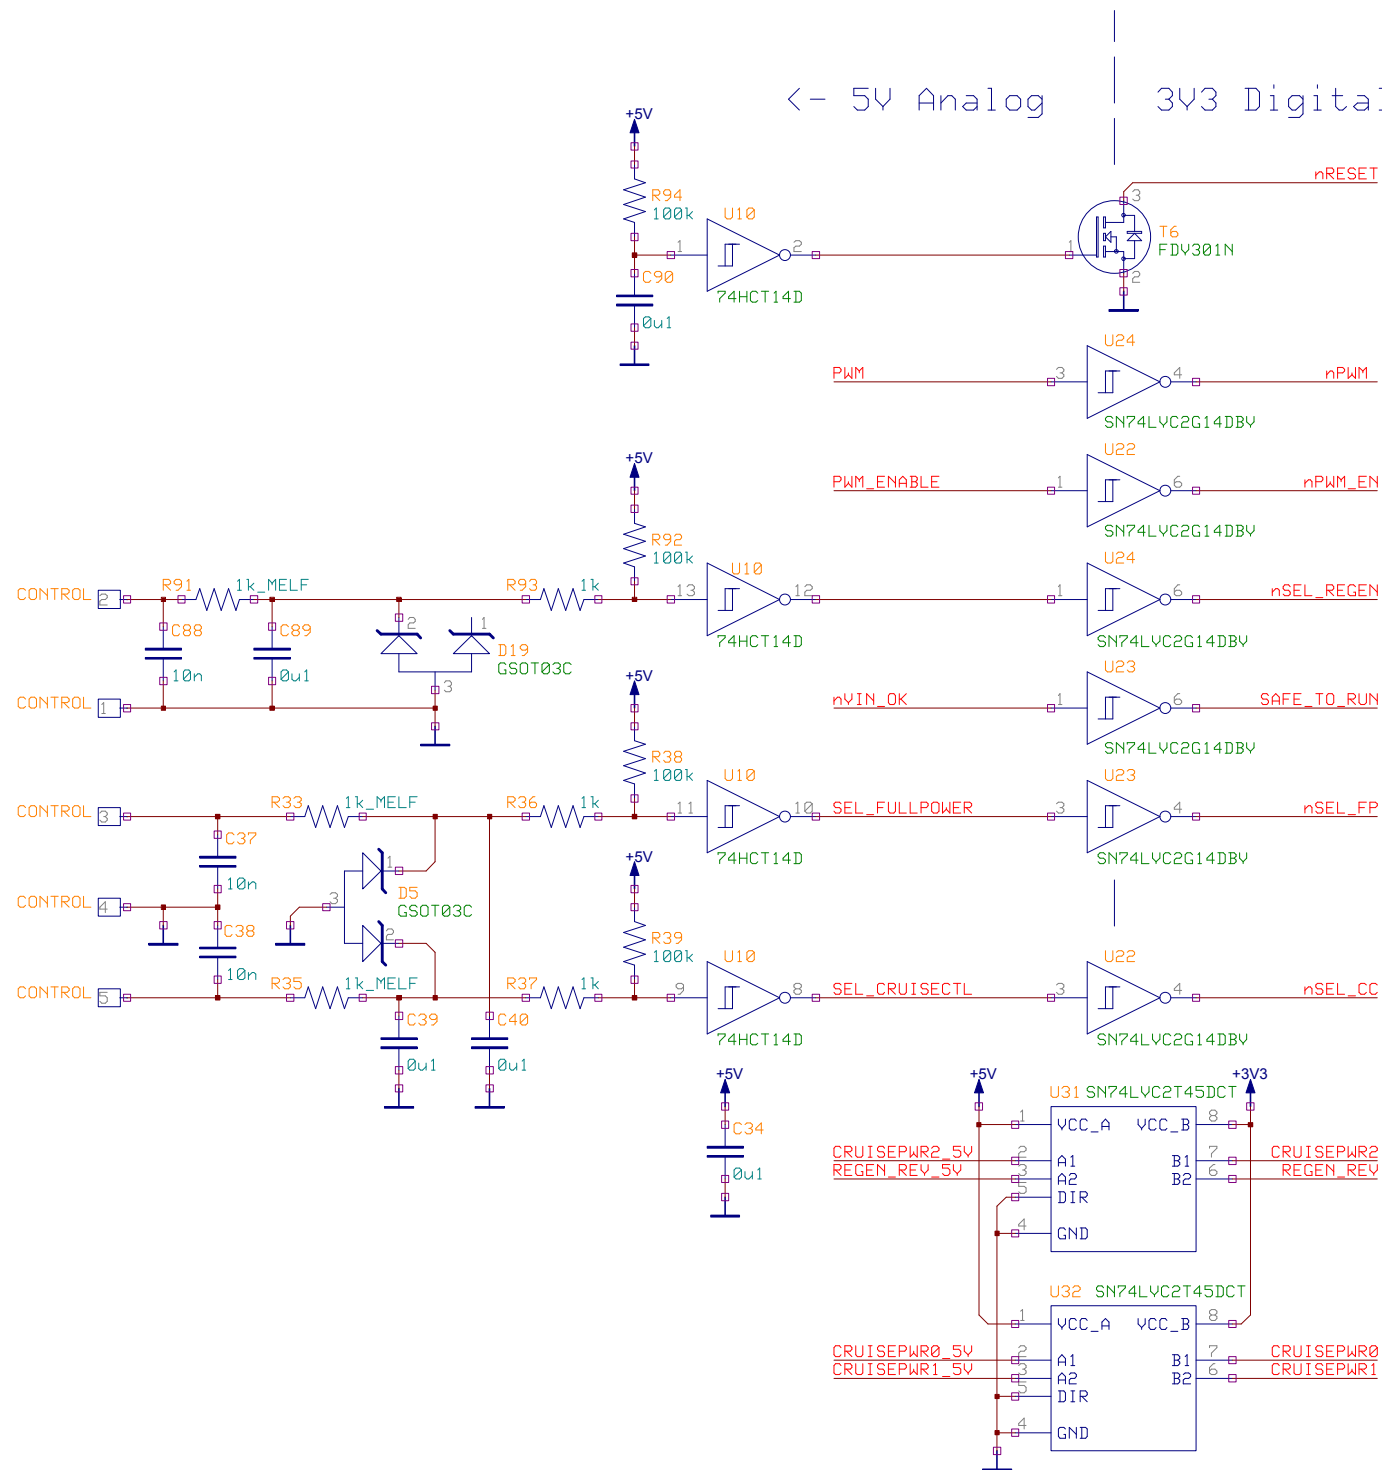 <- 5V Analog 3V3 Digital
+5V
nRESET
3
R94
100k
U10
1
2
1
T6
FDV301N
2
C90
74HCT14D
0u1
U24
PWM 3 4 nPWM
SN74LVC2G14DBV
+5V
U22
PWM_ENABLE 1 6 nPWM_EN
SN74LVC2G14DBV
R92
100k
U10
U24
CONTROL 2 R91 1k_MELF R93 1k 13 12 1 6 nSEL_REGEN
C88 C89 2 1
74HCT14D
SN74LVC2G14DBV
D19
GSOT03C
10n 0u1
3
+5V
U23
CONTROL 1
nVIN_OK 1 6 SAFE_TO_RUN
SN74LVC2G14DBV
R38
100k
U10
U23
CONTROL 3 R33 1k_MELF R36 1k 11 10 SEL_FULLPOWER 3 4 nSEL_FP
C37
74HCT14D
SN74LVC2G14DBV
+5V
1
10n
D5
GSOT03C
CONTROL 4
3
C38
2
R39
100k
U10
U22
10n
CONTROL 5 R35 1k_MELF R37 1k 9 8 SEL_CRUISECTL 3 4 nSEL_CC
C39 C40
74HCT14D
SN74LVC2G14DBV
0u1 0u1
+5V +5V +3V3
U31 SN74LVC2T45DCT
C34
0u1
1 VCC_A VCC_B 8
CRUISEPWR2_5V 2 A1 B1 7 CRUISEPWR2
REGEN_REV_5V 3 A2 B2 6 REGEN_REV
5 DIR
4 GND
U32 SN74LVC2T45DCT
1 VCC_A VCC_B 8
CRUISEPWR0_5V 2 A1 B1 7 CRUISEPWR0
CRUISEPWR1_5V 3 A2 B2 6 CRUISEPWR1
5 DIR
4 GND